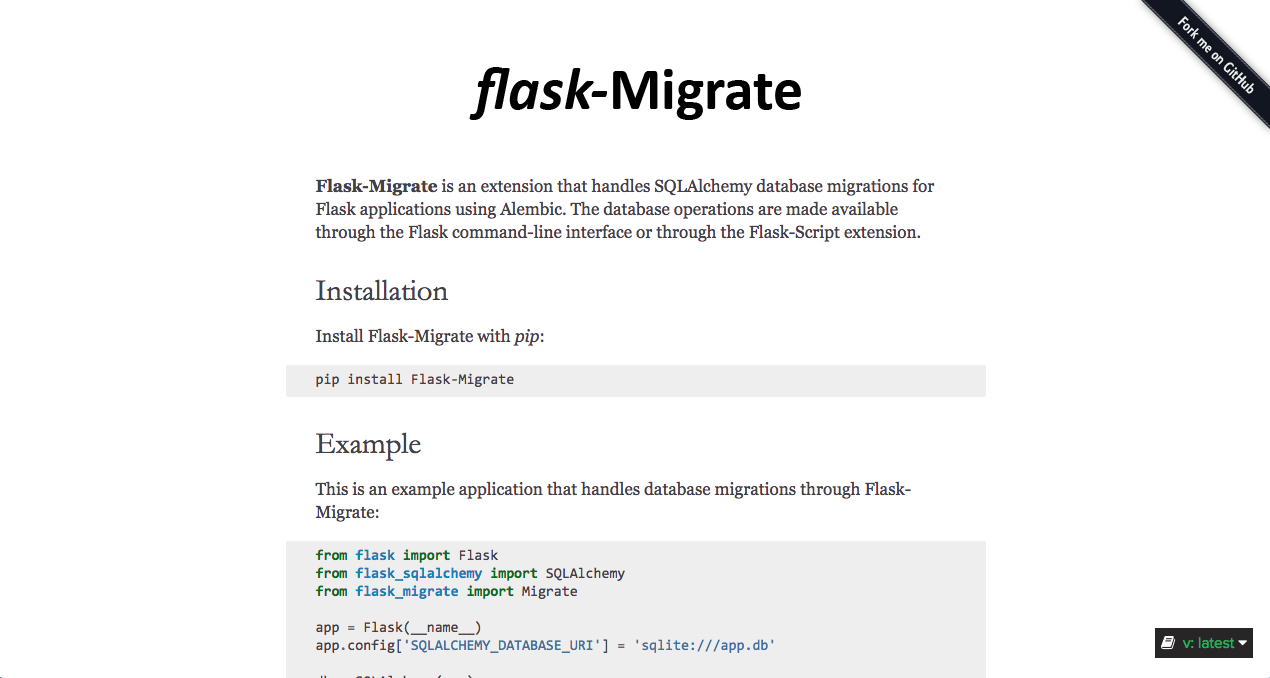 Fork me on GitHub
flask-Migrate
Flask-Migrate is an extension that handles SQLAlchemy database migrations for
Flask applications using Alembic. The database operations are made available
through the Flask command-line interface or through the Flask-Script extension.
Installation
Install Flask-Migrate with pip:
pip install Flask-Migrate
Example
This is an example application that handles database migrations through Flask-
Migrate:
from flask import Flask
from flask_sqlalchemy import SQLAlchemy
from flask_migrate import Migrate
app = Flask(__name__)
app.config['SQLALCHEMY_DATABASE_URI'] = 'sqlite:///app.db'
v: latest